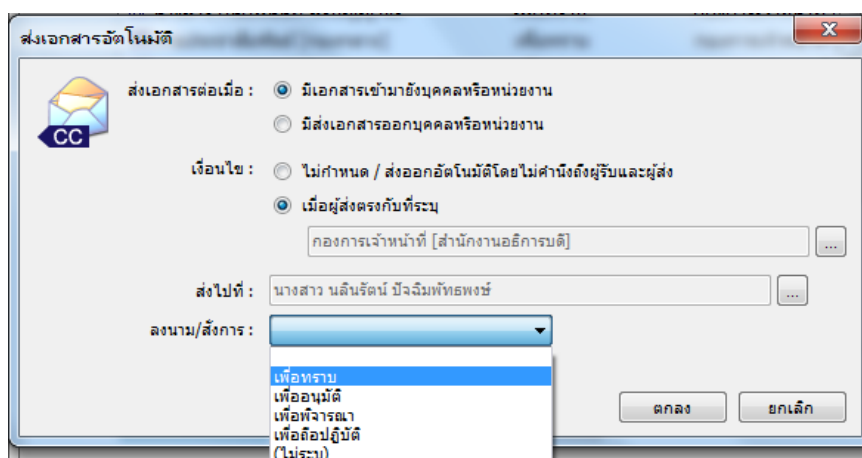 ส่งเอกสารอัตโนมัติ
ส่งเอกสารต่อเมื่อ : มีเอกสารเข้ามายังบุคคลหรือหน่วยงาน
มีส่งเอกสารออกบุคคลหรือหน่วยงาน
CC
เงื่อนไข : ไม่กำหนด / ส่งออกอัตโนมัติโดยไม่คำนึงถึงผู้รับและผู้ส่ง
เมื่อผู้ส่งตรงกับที่ระบุ
กองการเจ้าหน้าที่ [สำนักงานอธิการบดี] ...
ส่งไปที่ : นางสาว นลินรัตน์ ปัจฉิมพัทธพงษ์ ...
ลงนาม/สั่งการ :
เพื่อทราบ
เพื่ออนุมัติ
เพื่อพิจารณา
เพื่อถือปฏิบัติ
(ไม่ระบุ)
ตกลง ยกเลิก